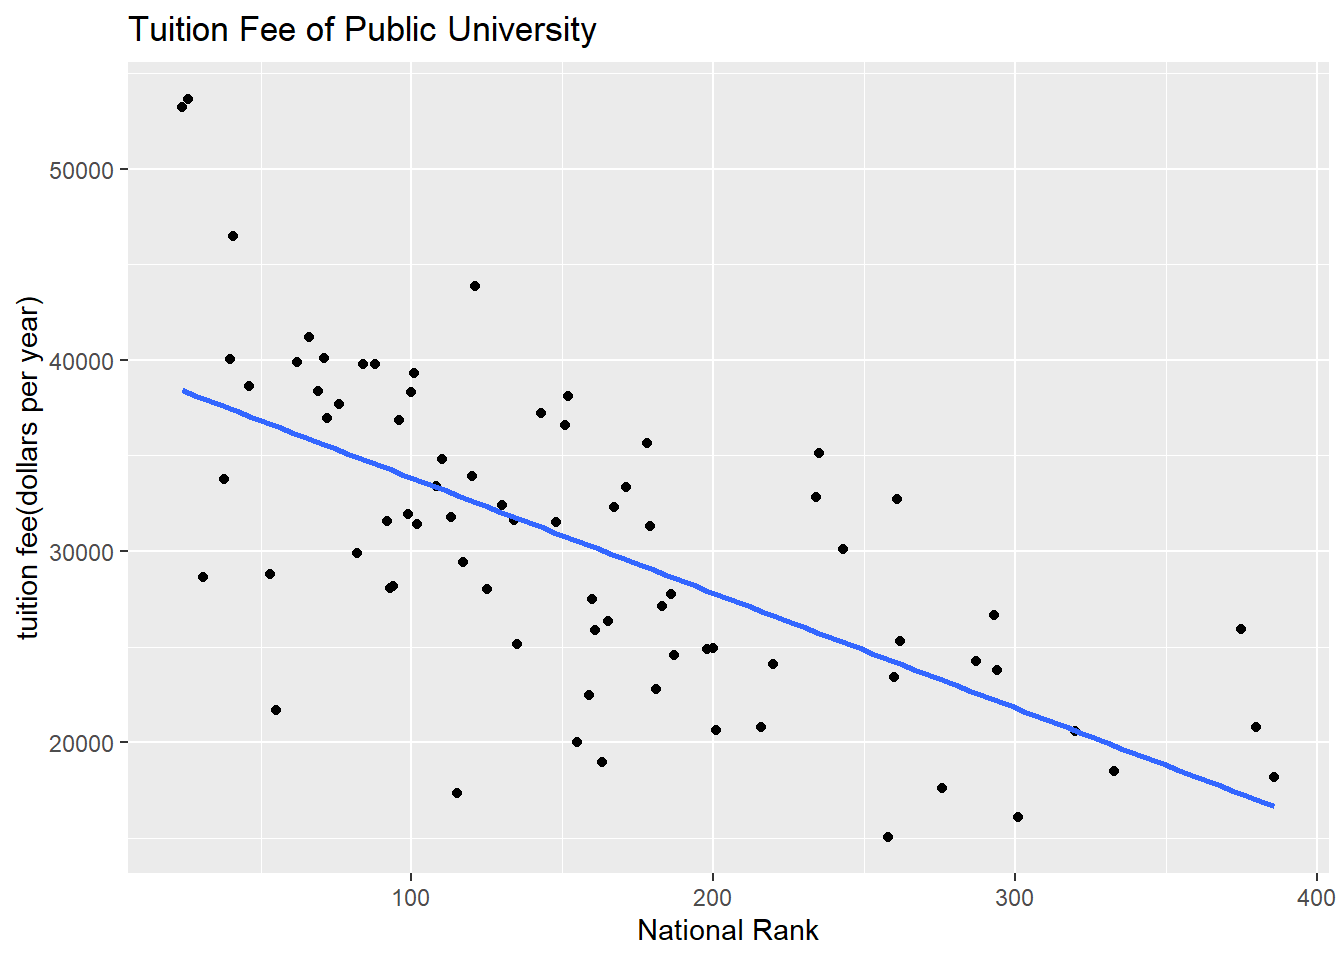 Tuition Fee of Public University
tuition fee(dollars per year)
50000
40000
30000
20000
100 200 300 400
National Rank